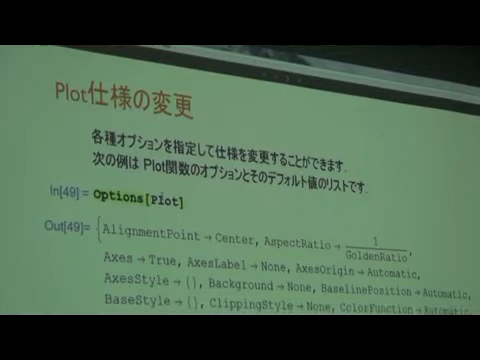 Plot仕様の変更
各種オプションを指定して仕様を変更することができます.
次の例は Plot関数のオプションとそのデフォルト値のリストです.
In[49]:= Options[Plot]
Out[49]= {AlignmentPoint → Center, AspectRatio → 1/GoldenRatio,
Axes → True, AxesLabel → None, AxesOrigin → Automatic,
AxesStyle → {}, Background → None, BaselinePosition → Automatic,
BaseStyle → {}, ClippingStyle → None, ColorFunction → Automatic,